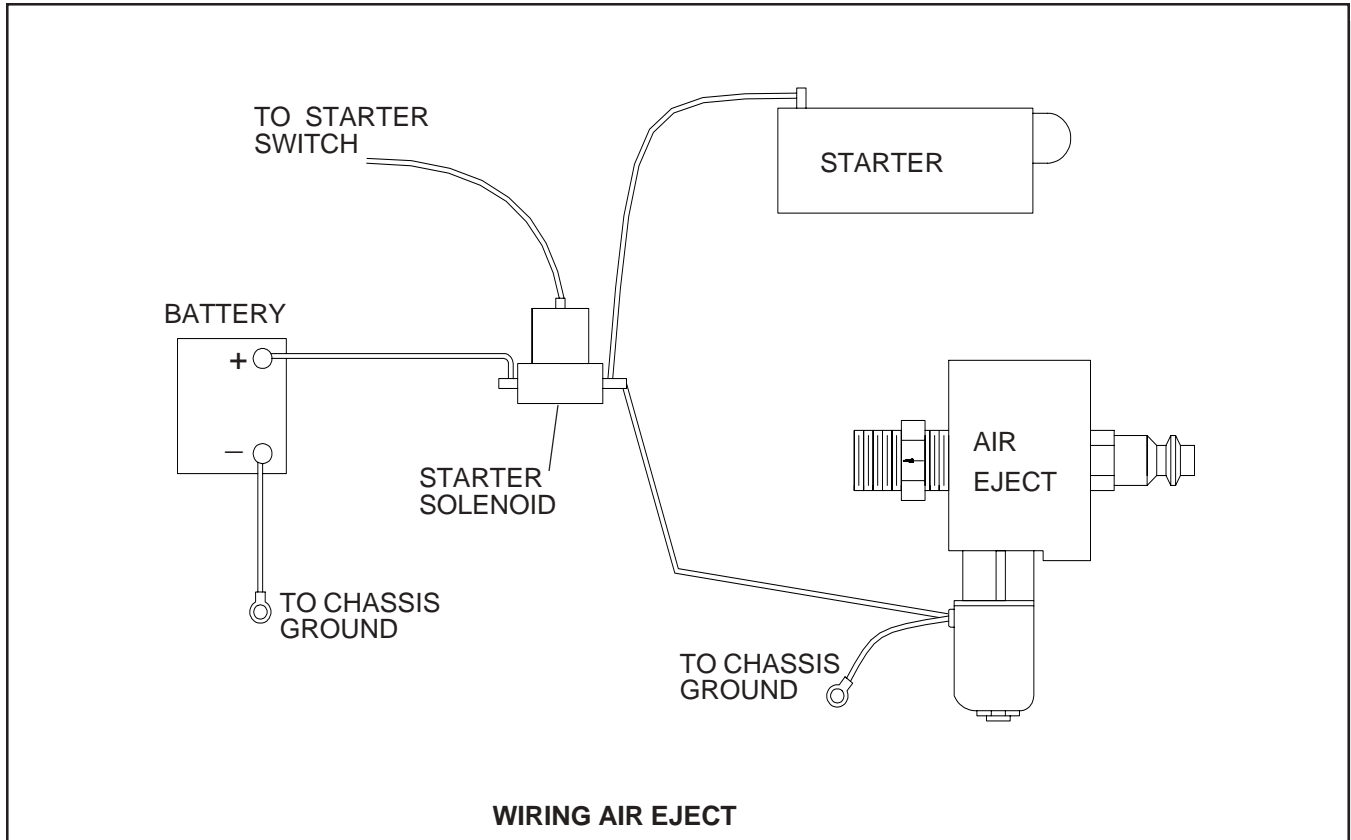 TO STARTER
SWITCH
STARTER
BATTERY
+
–
STARTER
SOLENOID
AIR
EJECT
TO CHASSIS
GROUND
TO CHASSIS
GROUND
WIRING AIR EJECT